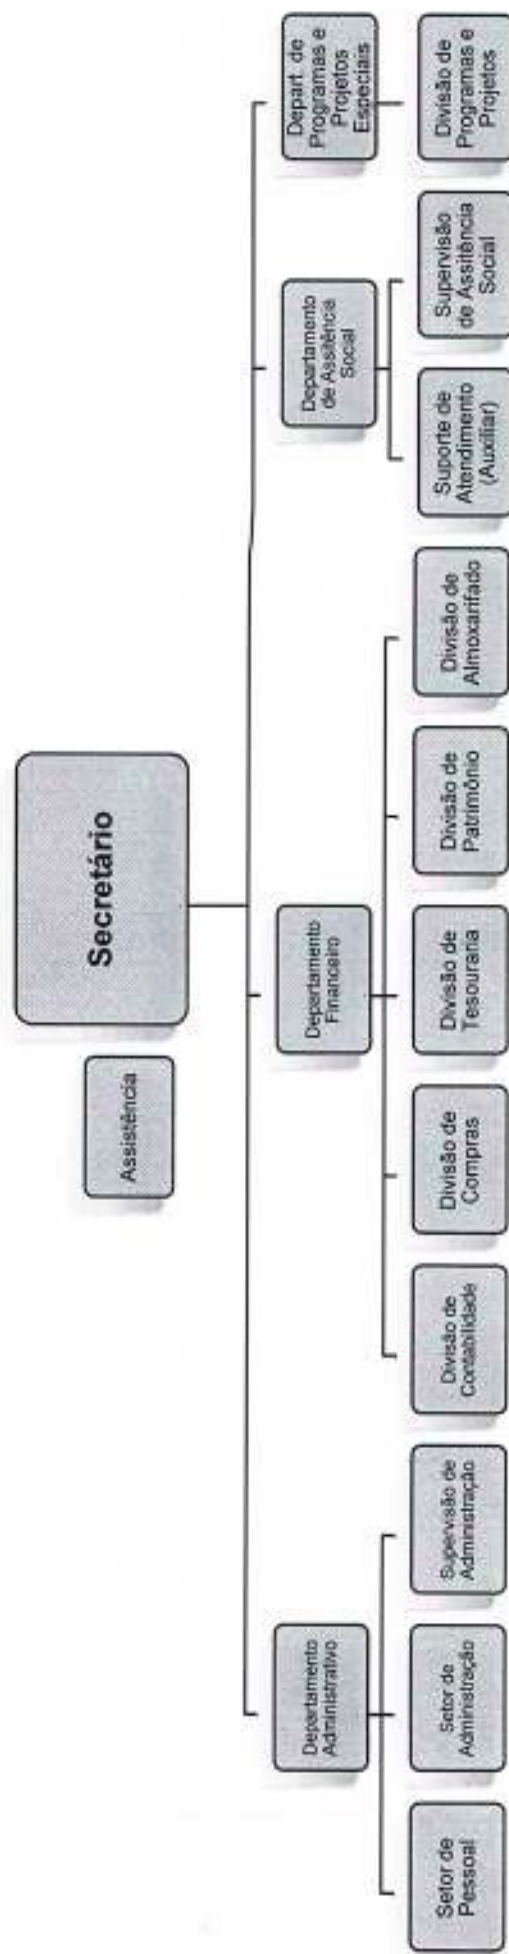 Secretário
Assistência
Departamento
Administrativo
Departamento
Financeiro
Departamento
de Assitência
Social
Depart. de
Programas e
Projetos
Especiais
Setor de
Pessoal
Setor de
Administração
Supervisão de
Administração
Divisão de
Contabilidade
Divisão de
Compras
Divisão de
Tesouraria
Divisão de
Patrimônio
Divisão de
Almoxarifado
Suporte de
Atendimento
(Auxiliar)
Supervisão
de Assitência
Social
Divisão de
Programas e
Projetos